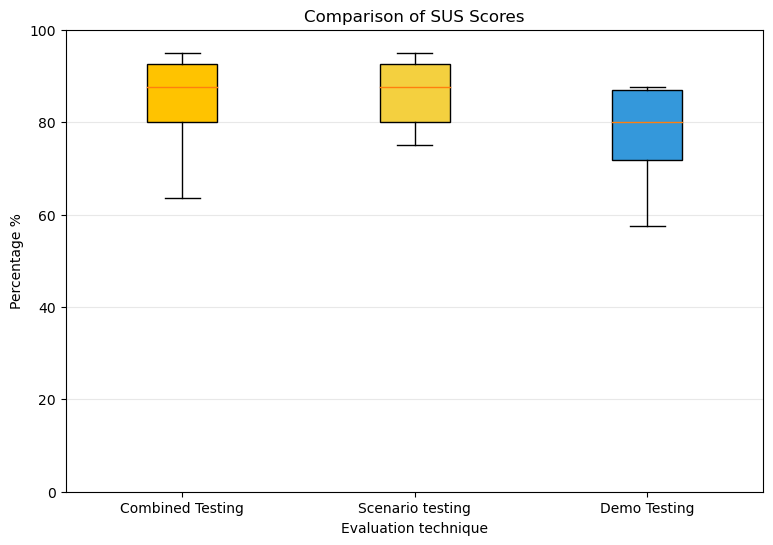 Comparison of SUS Scores
100
80
60
40
20
0
Percentage %
Combined Testing
Scenario testing
Demo Testing
Evaluation technique